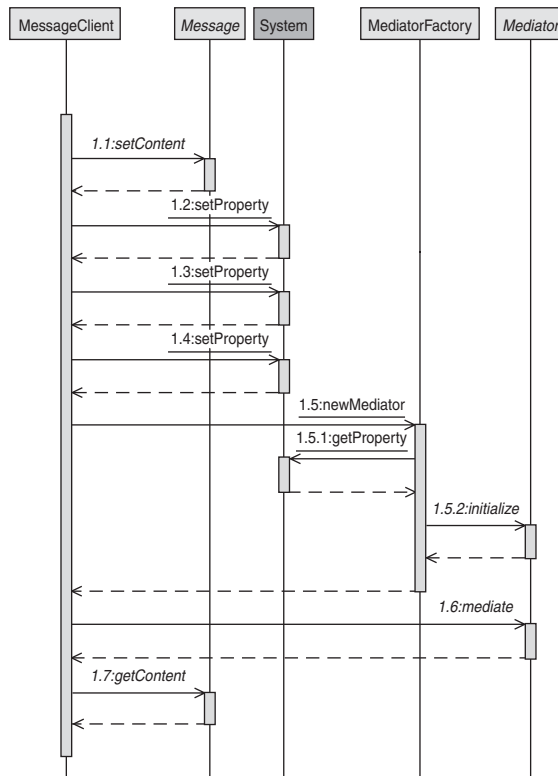 MessageClient
Message
System
MediatorFactory
Mediator
1.1:setContent
1.2:setProperty
1.3:setProperty
1.4:setProperty
1.5:newMediator
1.5.1:getProperty
1.5.2:initialize
1.6:mediate
1.7:getContent